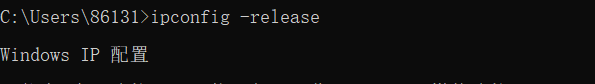 C:\Users\86131>ipconfig -release
Windows IP 配置